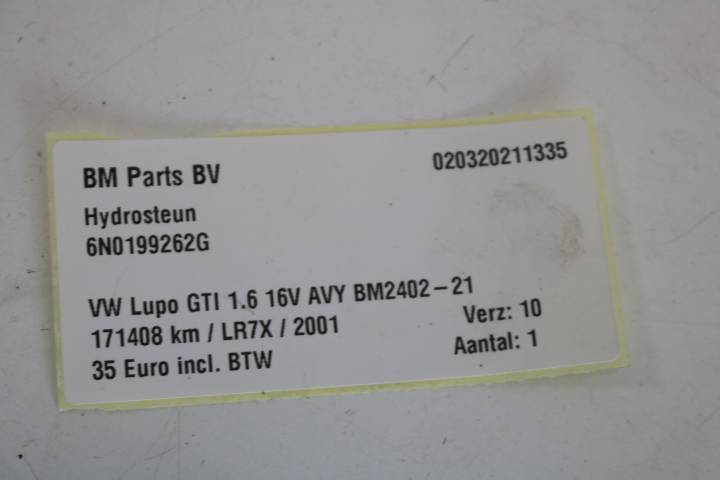 BM Parts BV
020320211335
Hydrosteun
6N0199262G
VW Lupo GTI 1.6 16V AVY BM2402-21
171408 km / LR7X / 2001
Verz: 10
35 Euro incl. BTW
Aantal: 1